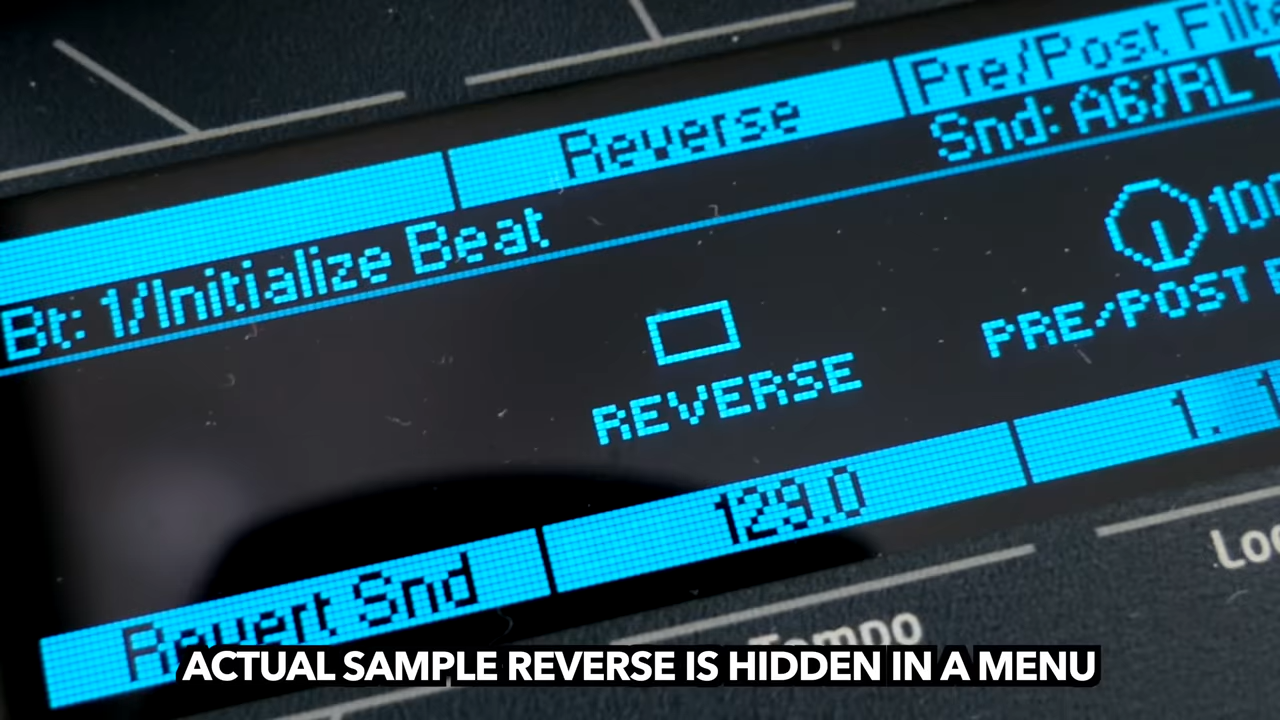 Reverse
Pre/Post
Bt: 1/Initialize Beat
Snd: A6/RL
REVERSE
PRE/POST
Revert Snd
129.0
1.
Tempo
ACTUAL SAMPLE REVERSE IS HIDDEN IN A MENU